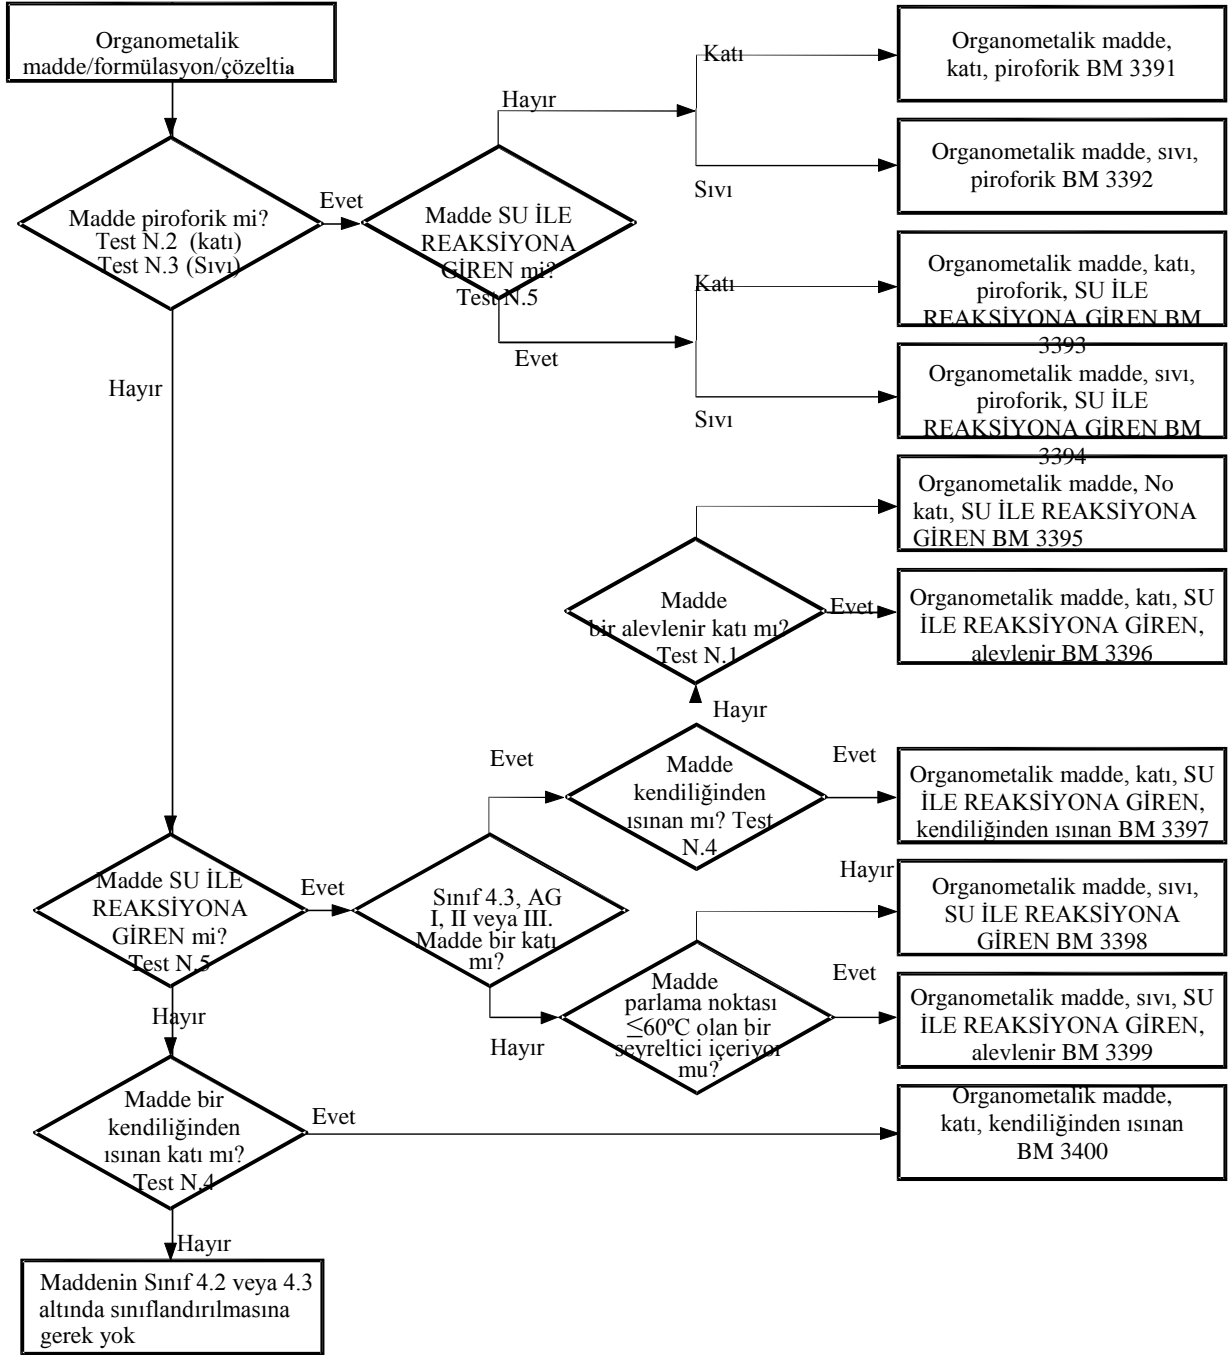 Organometalik
madde/formülasyon/çözeltia
Katı
Organometalik madde,
katı, piroforik BM 3391
Hayır
Organometalik madde, sıvı,
piroforik BM 3392
Sıvı
Evet
Madde piroforik mi?
Test N.2 (katı)
Test N.3 (Sıvı)
Madde SU İLE
REAKSİYONA
GİREN mi?
Test N.5
Katı
Organometalik madde, katı,
piroforik, SU İLE
REAKSİYONA GİREN BM
3393
Evet
Hayır
Organometalik madde, sıvı,
piroforik, SU İLE
REAKSİYONA GİREN BM
3394
Sıvı
Organometalik madde, No
katı, SU İLE REAKSİYONA
GİREN BM 3395
Madde
bir alevlenir katı mı?
Test N.1
Evet
Organometalik madde, katı, SU
İLE REAKSİYONA GİREN,
alevlenir BM 3396
Hayır
Evet
Madde
kendiliğinden
ısınan mı? Test
N.4
Evet
Organometalik madde, katı, SU
İLE REAKSİYONA GİREN,
kendiliğinden ısınan BM 3397
Madde SU İLE
REAKSİYONA
GİREN mi?
Test N.5
Evet
Sınıf 4.3, AG
I, II veya III.
Madde bir katı
mı?
Hayır
Organometalik madde, sıvı,
SU İLE REAKSİYONA
GİREN BM 3398
Madde
parlama noktası
≤60ºC olan bir
seyreltici içeriyor
mu?
Evet
Organometalik madde, sıvı, SU
İLE REAKSİYONA GİREN,
alevlenir BM 3399
Hayır
Hayır
Madde bir
kendiliğinden
ısınan katı mı?
Test N.4
Evet
Organometalik madde,
katı, kendiliğinden ısınan
BM 3400
Hayır
Maddenin Sınıf 4.2 veya 4.3
altında sınıflandırılmasına
gerek yok